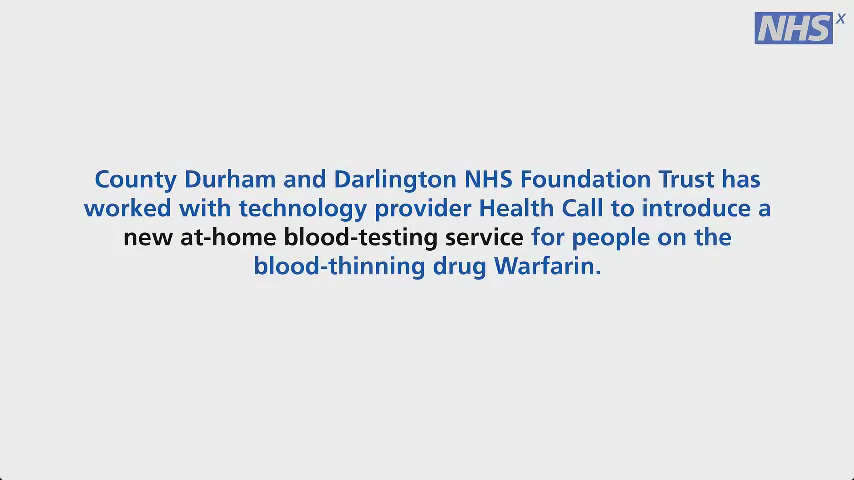 NHSX
County Durham and Darlington NHS Foundation Trust has
worked with technology provider Health Call to introduce a
new at-home blood-testing service for people on the
blood-thinning drug Warfarin.